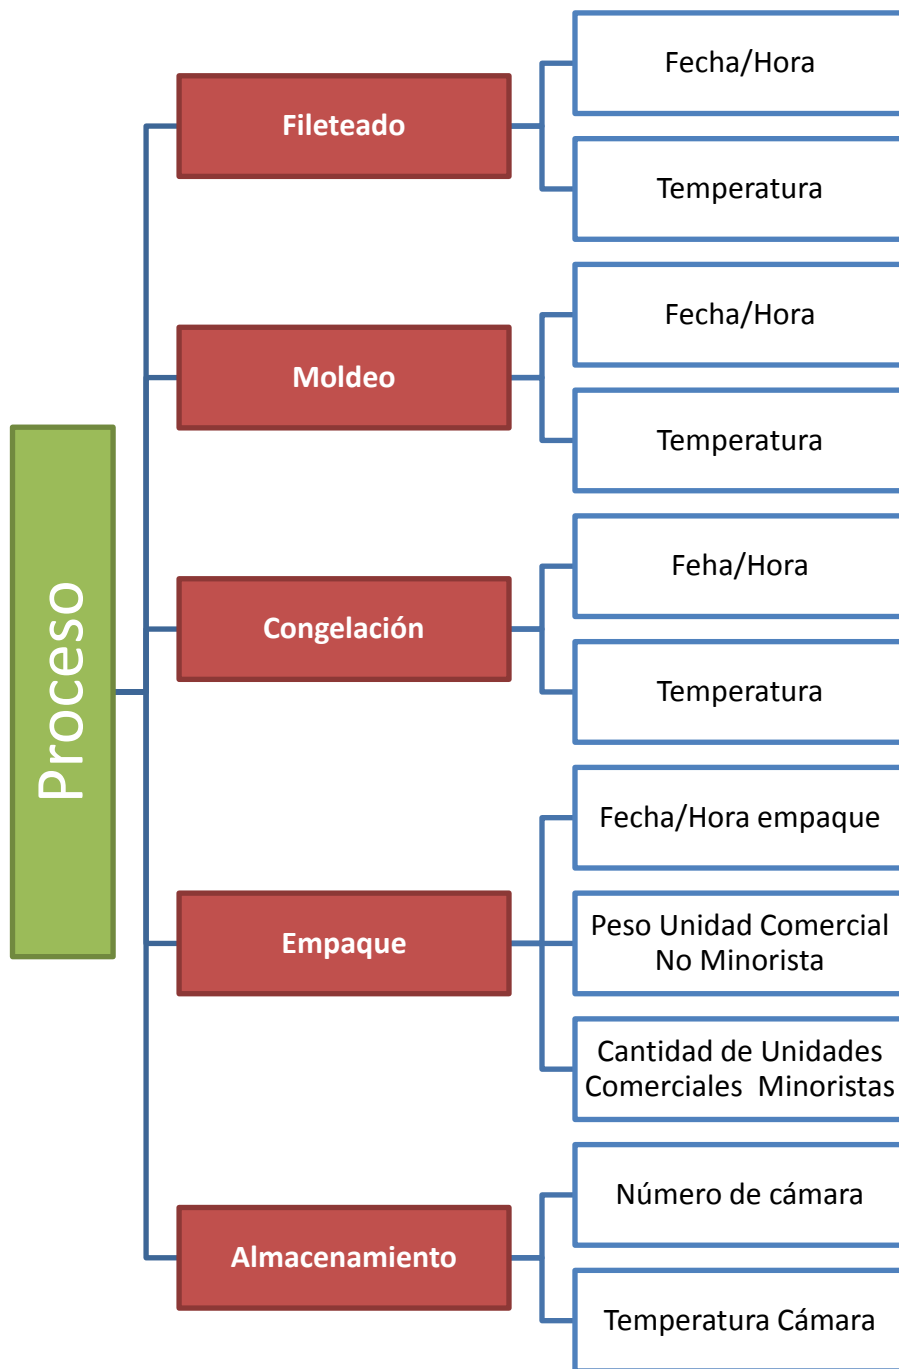 Proceso
Fileteado
Fecha/Hora
Temperatura
Moldeo
Fecha/Hora
Temperatura
Congelación
Feha/Hora
Temperatura
Empaque
Fecha/Hora empaque
Peso Unidad Comercial
No Minorista
Cantidad de Unidades
Comerciales  Minoristas
Almacenamiento
Número de cámara
Temperatura Cámara